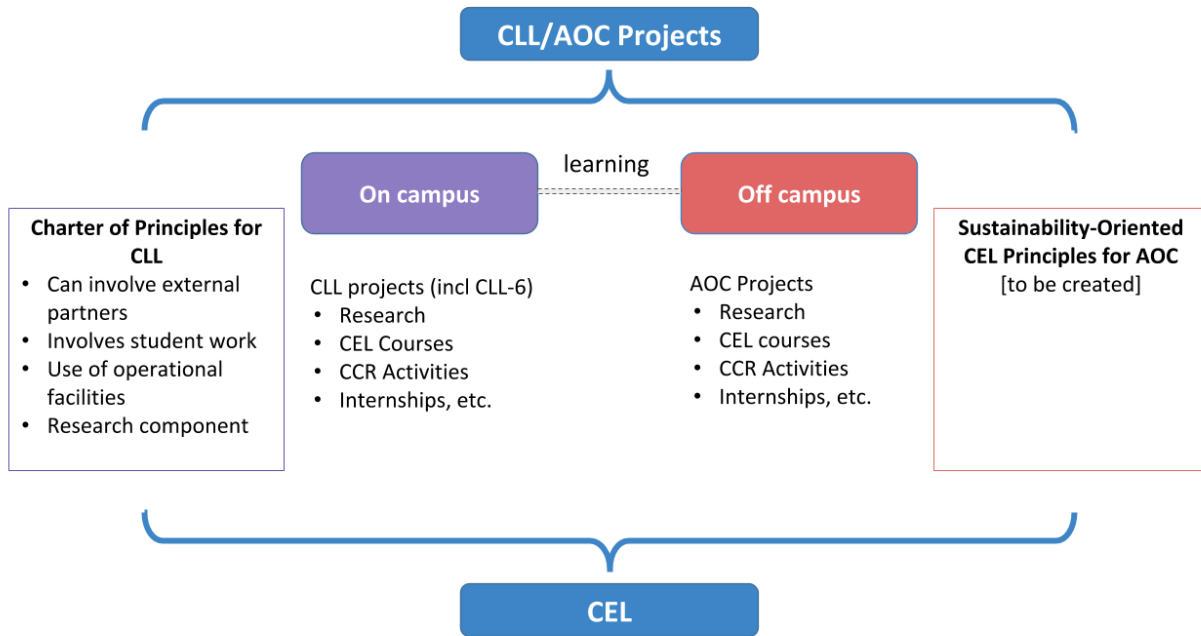 CLL/AOC Projects
learning
On campus
Off campus
Charter of Principles for
CLL
• Can involve external
partners
• Involves student work
• Use of operational
facilities
• Research component
CLL projects (incl CLL-6)
• Research
• CEL Courses
• CCR Activities
• Internships, etc.
AOC Projects
• Research
• CEL courses
• CCR Activities
• Internships, etc.
Sustainability-Oriented
CEL Principles for AOC
[to be created]
CEL